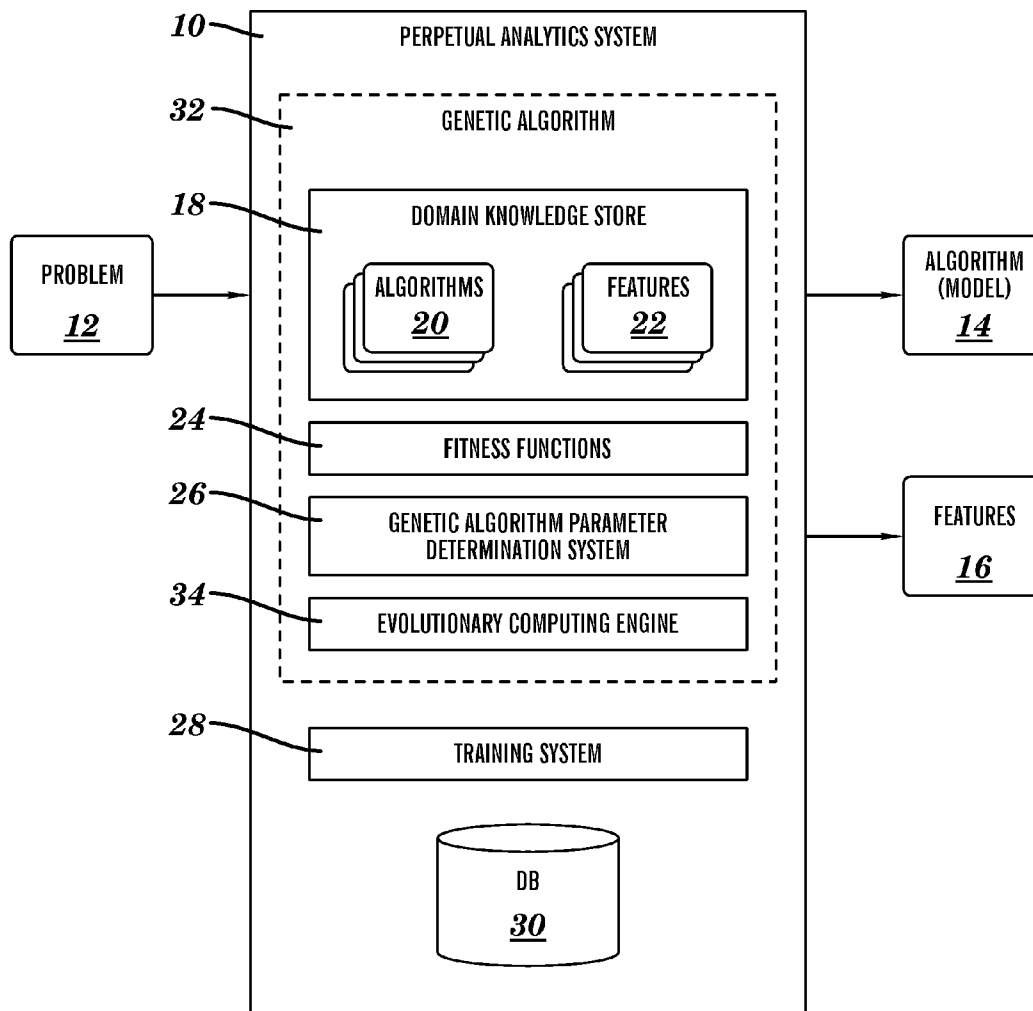 10
PERPETUAL ANALYTICS SYSTEM
32
GENETIC ALGORITHM
18
DOMAIN KNOWLEDGE STORE
PROBLEM
12
ALGORITHMS
20
FEATURES
22
ALGORITHM
(MODEL)
14
24
FITNESS FUNCTIONS
26
GENETIC ALGORITHM PARAMETER
DETERMINATION SYSTEM
FEATURES
16
34
EVOLUTIONARY COMPUTING ENGINE
28
TRAINING SYSTEM
DB
30